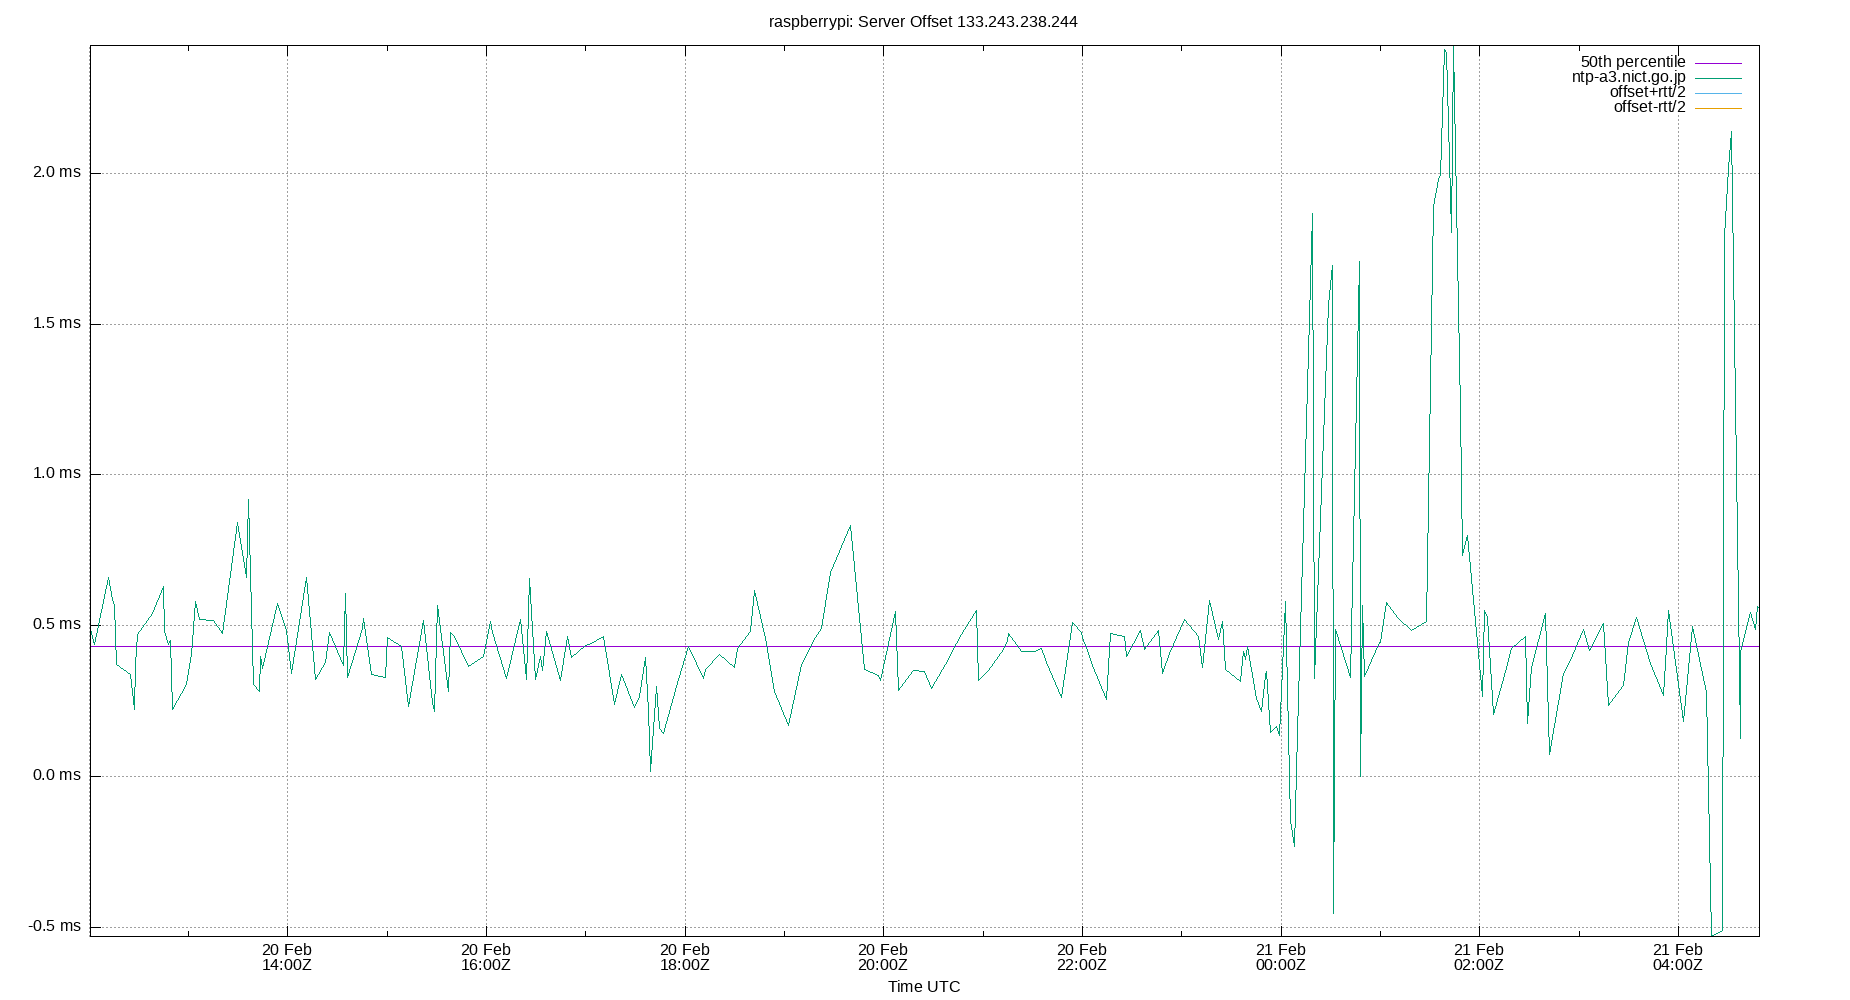 raspberrypi: Server Offset 133.243.238.244
50th percentile
ntp-a3.nict.go.jp
offset+rtt/2
offset-rtt/2
2.0 ms
1.5 ms
1.0 ms
0.5 ms
0.0 ms
-0.5 ms
20 Feb 20 Feb 20 Feb 20 Feb 20 Feb 21 Feb 21 Feb 21 Feb
14:00Z 16:00Z 18:00Z 20:00Z 22:00Z 00:00Z 02:00Z 04:00Z
Time UTC